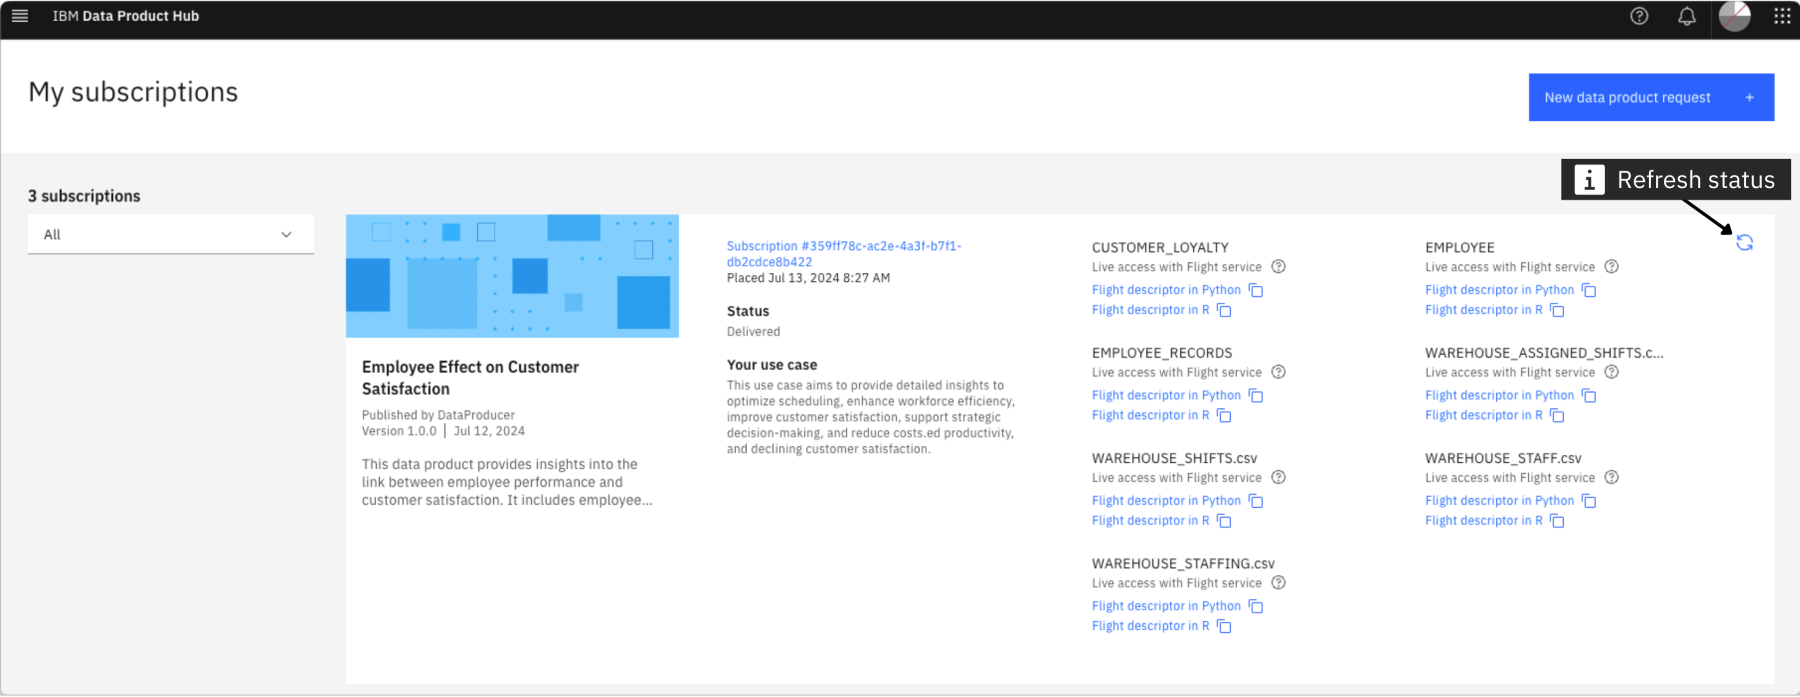 IBM Data Product Hub
My subscriptions
New data product request +
Refresh status
3 subscriptions
All
Employee Effect on Customer
Satisfaction
Published by DataProducer
Version 1.0.0 | Jul 12, 2024
This data product provides insights into the
link between employee performance and
customer satisfaction. It includes employee...
Subscription #359ff78c-ac2e-4a3f-b7f1-
db2cdce8b422
Placed Jul 13, 2024 8:27 AM
Status
Delivered
Your use case
This use case aims to provide detailed insights to
optimize scheduling, enhance workforce efficiency,
improve customer satisfaction, support strategic
decision-making, and reduce costs.ed productivity,
and declining customer satisfaction.
CUSTOMER_LOYALTY
Live access with Flight service
Flight descriptor in Python
Flight descriptor in R
EMPLOYEE
Live access with Flight service
Flight descriptor in Python
Flight descriptor in R
EMPLOYEE_RECORDS
Live access with Flight service
Flight descriptor in Python
Flight descriptor in R
WAREHOUSE_ASSIGNED_SHIFTS.c...
Live access with Flight service
Flight descriptor in Python
Flight descriptor in R
WAREHOUSE_SHIFTS.csv
Live access with Flight service
Flight descriptor in Python
Flight descriptor in R
WAREHOUSE_STAFF.csv
Live access with Flight service
Flight descriptor in Python
Flight descriptor in R
WAREHOUSE_STAFFING.csv
Live access with Flight service
Flight descriptor in Python
Flight descriptor in R